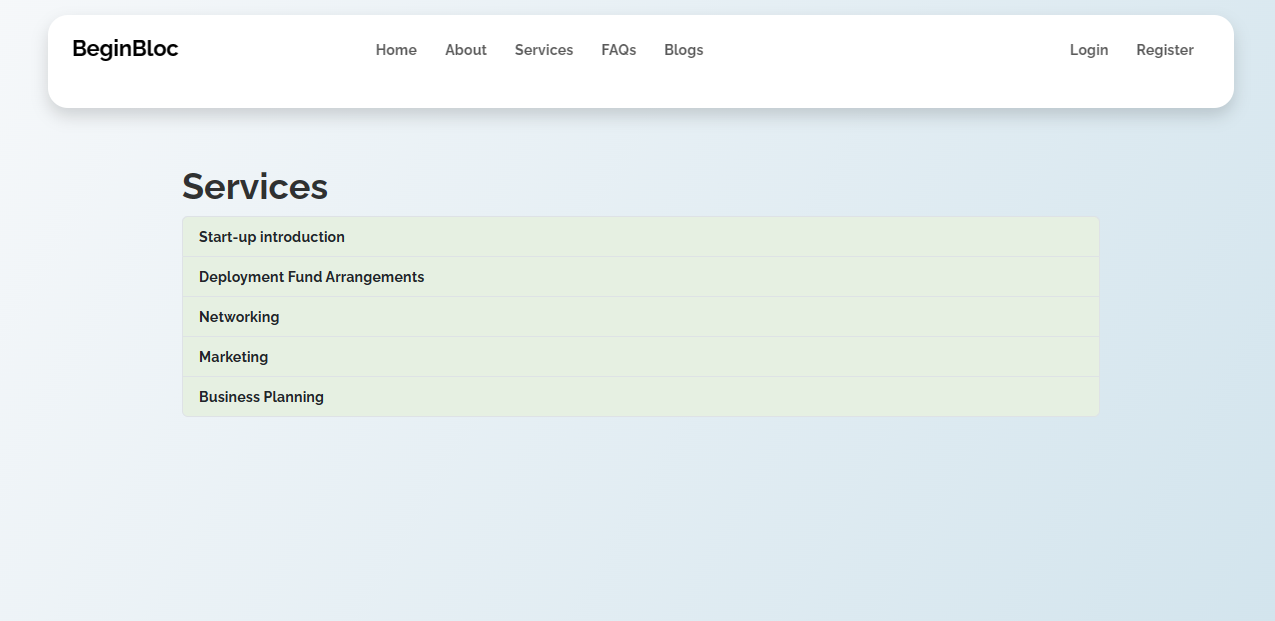 BeginBloc Home About Services FAQs Blogs Login Register
Services
Start-up introduction
Deployment Fund Arrangements
Networking
Marketing
Business Planning